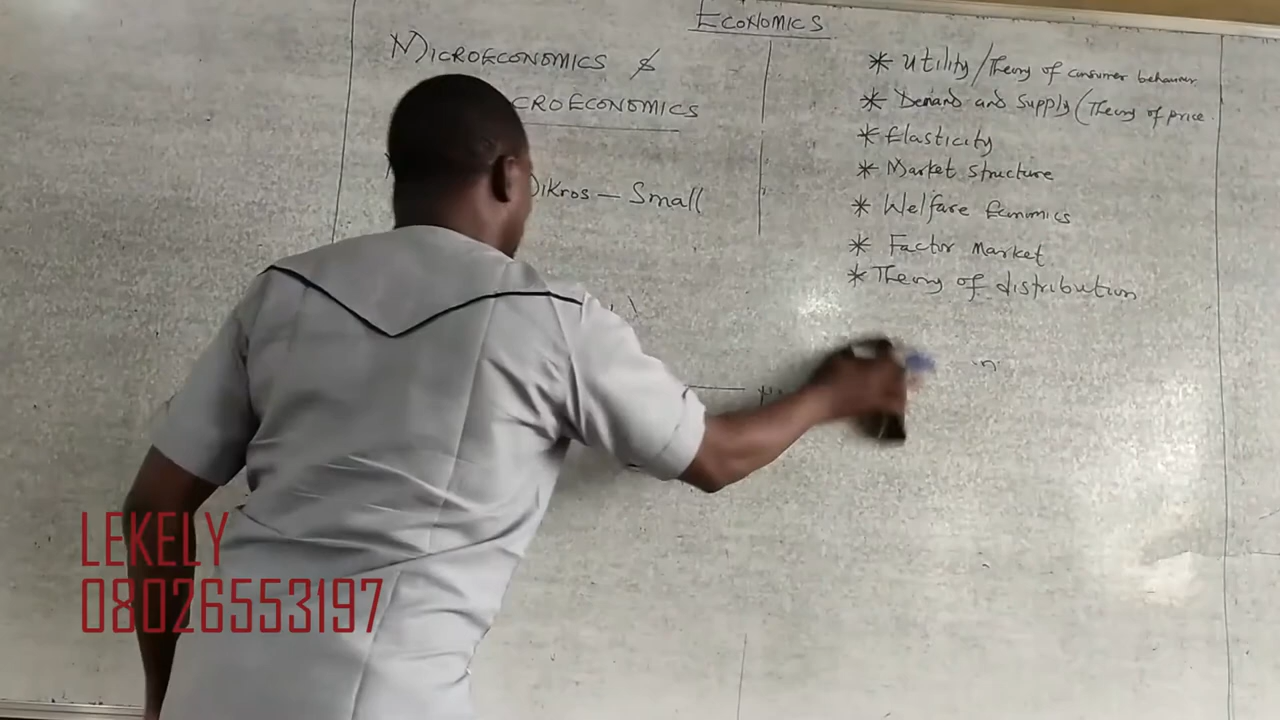 ECONOMICS
MICROECONOMICS &
CROECONOMICS
Mikros — Small
* Utility/Theory of consumer behaviour
* Demand and Supply (Theory of price
* Elasticity
* Market Structure
* Welfare Economics
* Factor Market
* Theory of distribution
LEKELY
08026553197